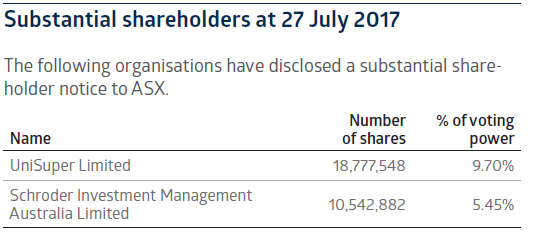 Substantial shareholders at 27 July 2017
The following organisations have disclosed a substantial share-
holder notice to ASX.
Number % of voting
Name of shares power
UniSuper Limited 18,777,548 9.70%
Schroder Investment Management
Australia Limited 10,542,882 5.45%